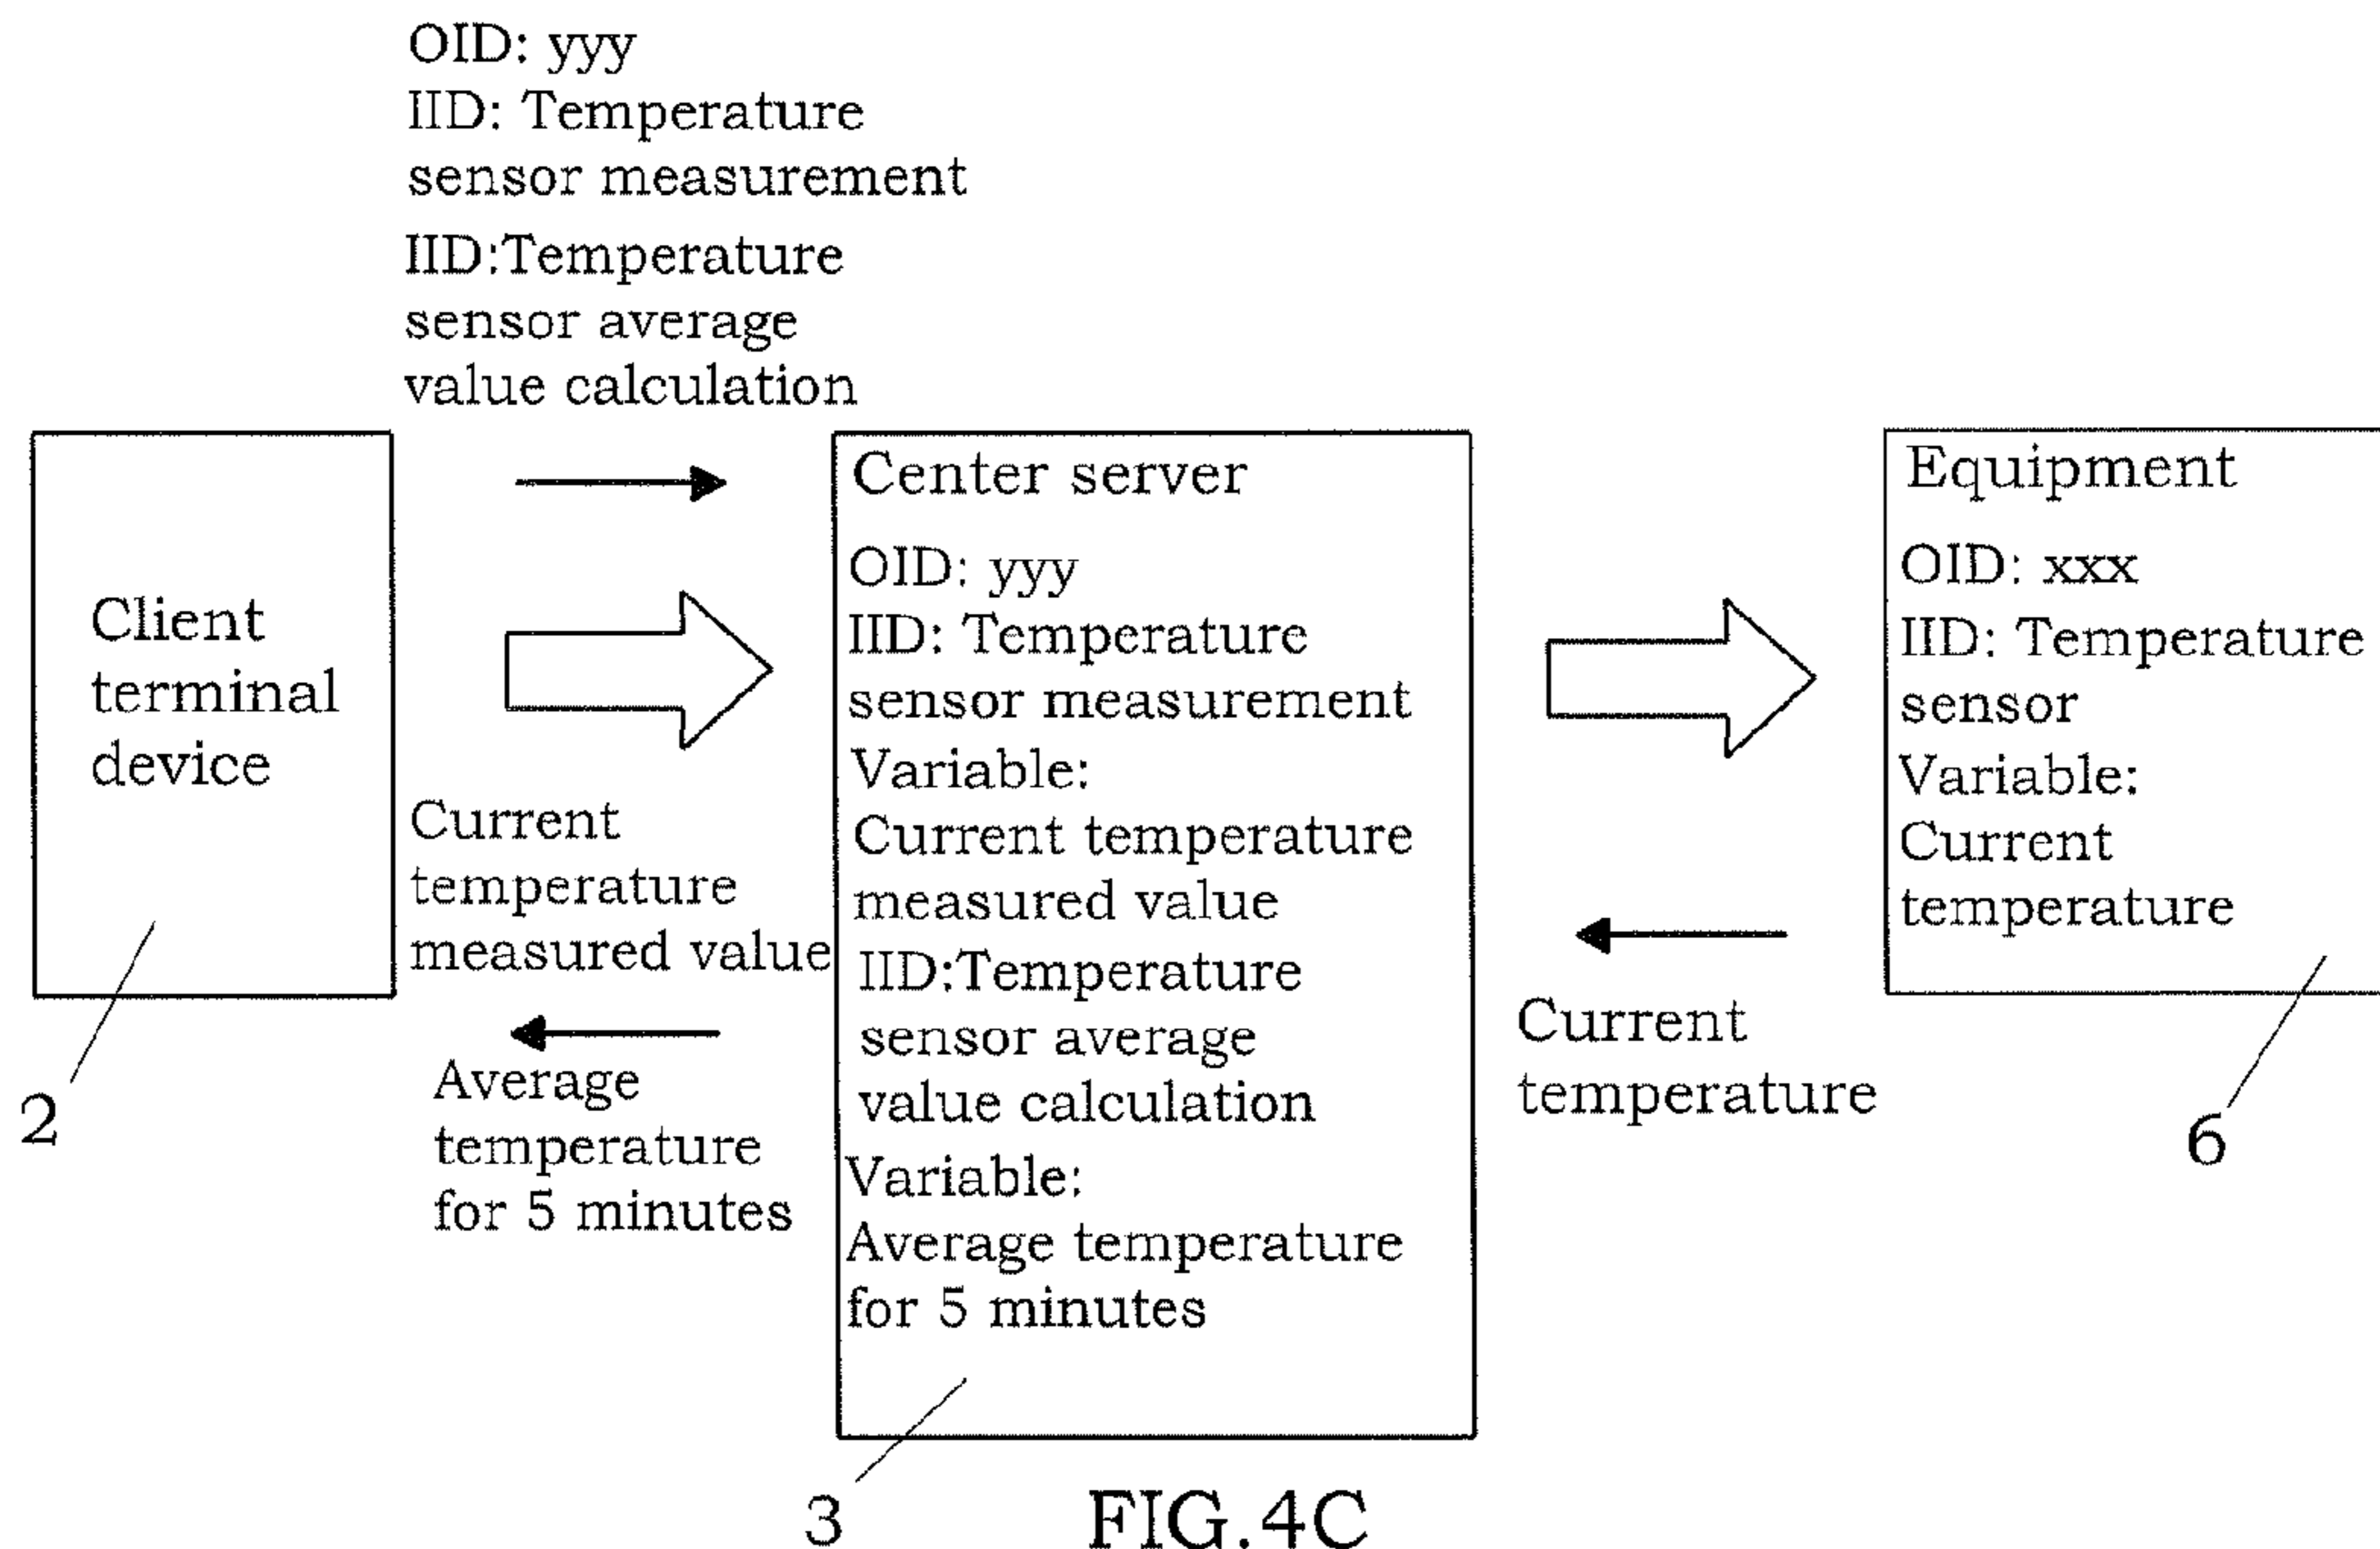 OID: yyy
IID: Temperature
sensor measurement
IID:Temperature
sensor average
value calculation
Client
terminal
device
2
Current
temperature
measured value
Average
temperature
for 5 minutes
Center server
OID: yyy
IID: Temperature
sensor measurement
Variable:
Current temperature
measured value
IID:Temperature
sensor average
value calculation
Variable:
Average temperature
for 5 minutes
3
Current
temperature
Equipment
OID: xxx
IID: Temperature
sensor
Variable:
Current
temperature
6
FIG.4C